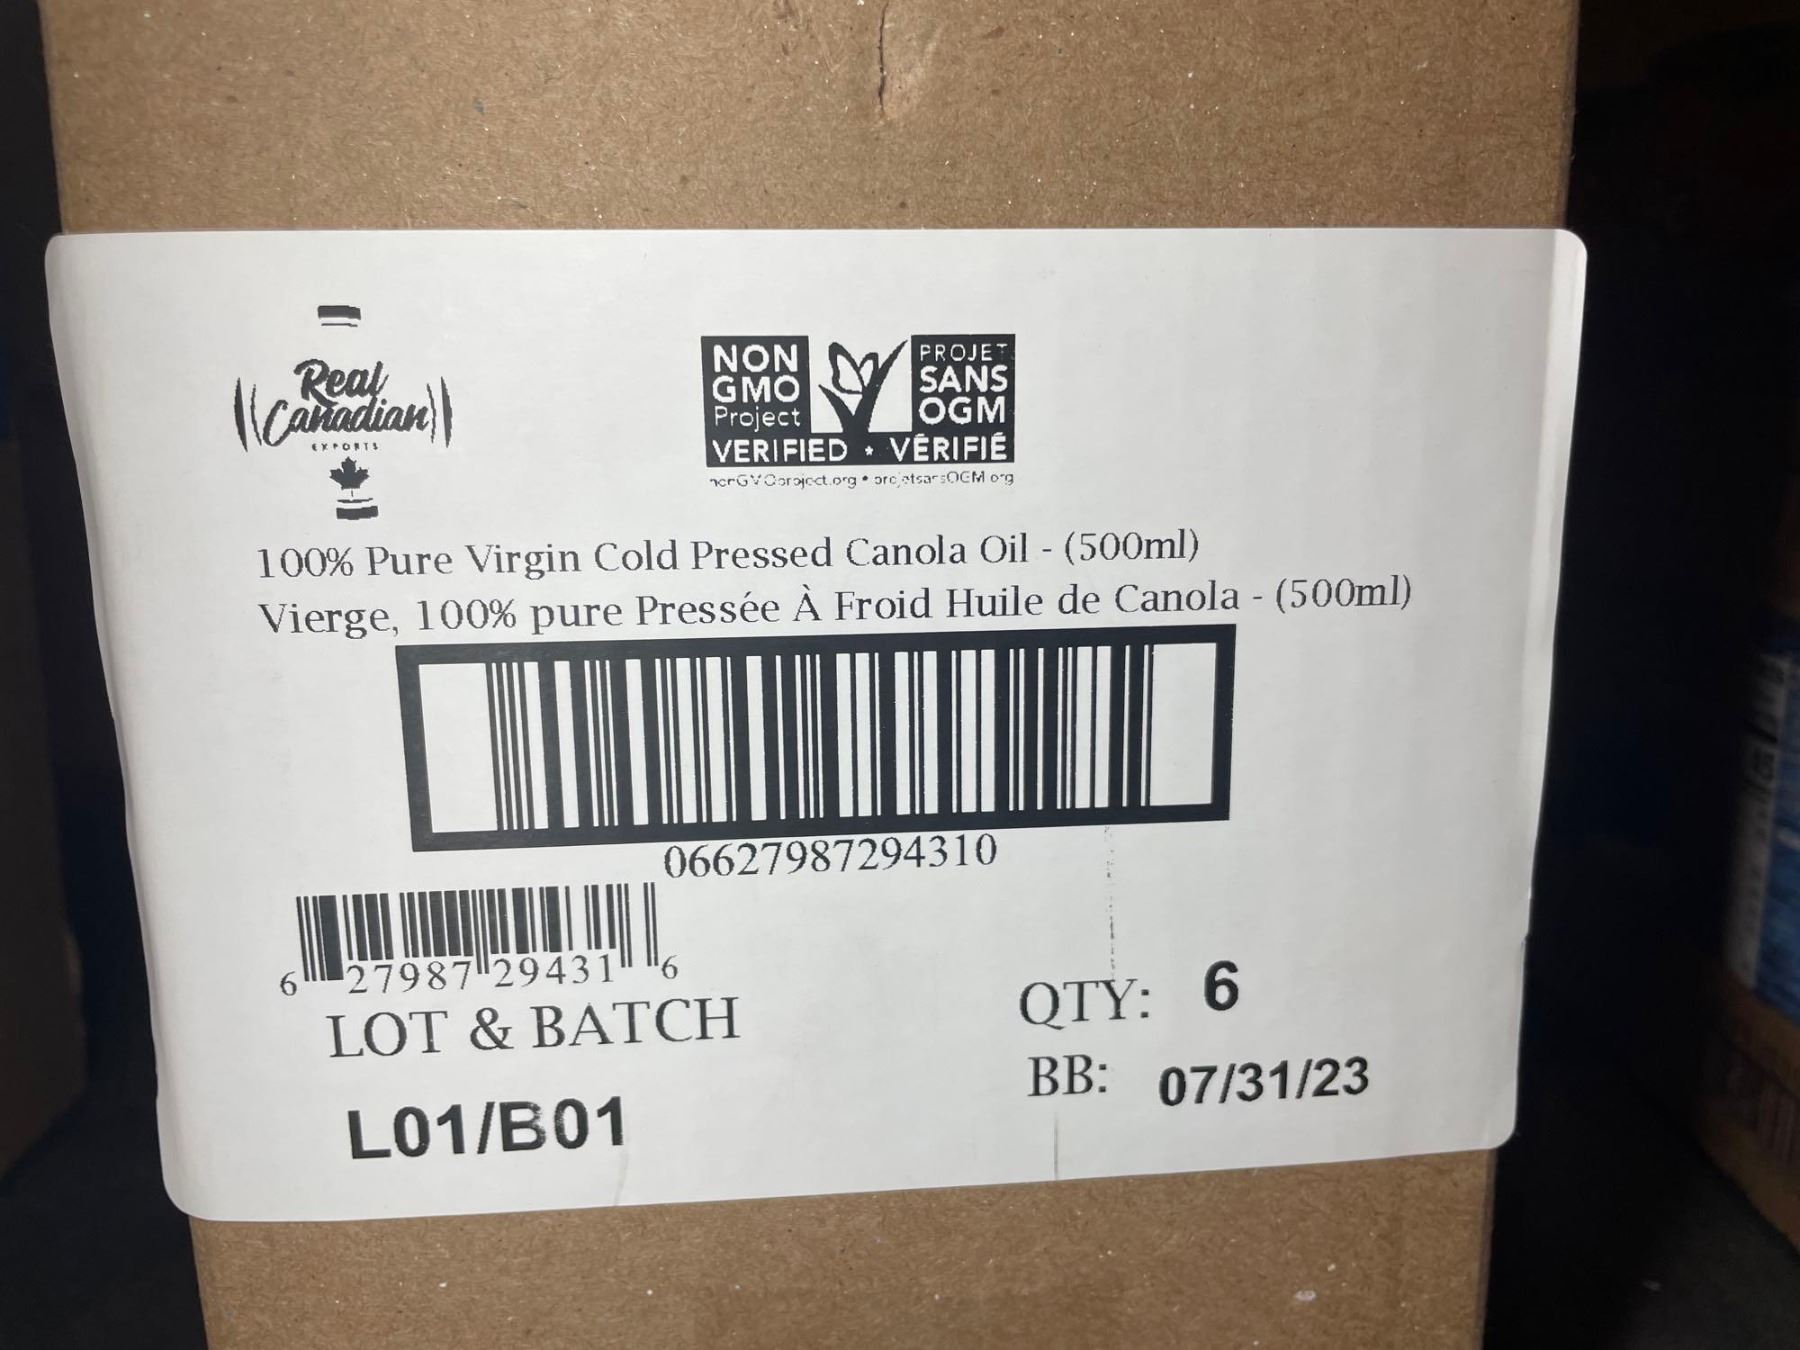 Real
Canadian
EXPORTS
NON
GMO
Project
VERIFIED
PROJET
SANS
OGM
VÉRIFIÉ
100% Pure Virgin Cold Pressed Canola Oil - (500ml)
Vierge, 100% pure Pressée À Froid Huile de Canola - (500ml)
06627987294310
6 27987 29431 6
LOT & BATCH
L01/B01
QTY: 6
BB: 07/31/23